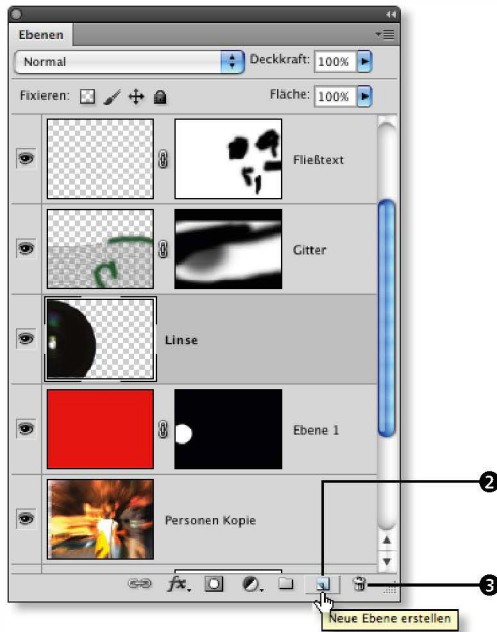 Ebenen
Normal
Deckkraft: 100%
Fixieren:
Fläche: 100%
Fließtext
Gitter
Linse
Ebene 1
Personen Kopie
2
3
fx.
Neue Ebene erstellen